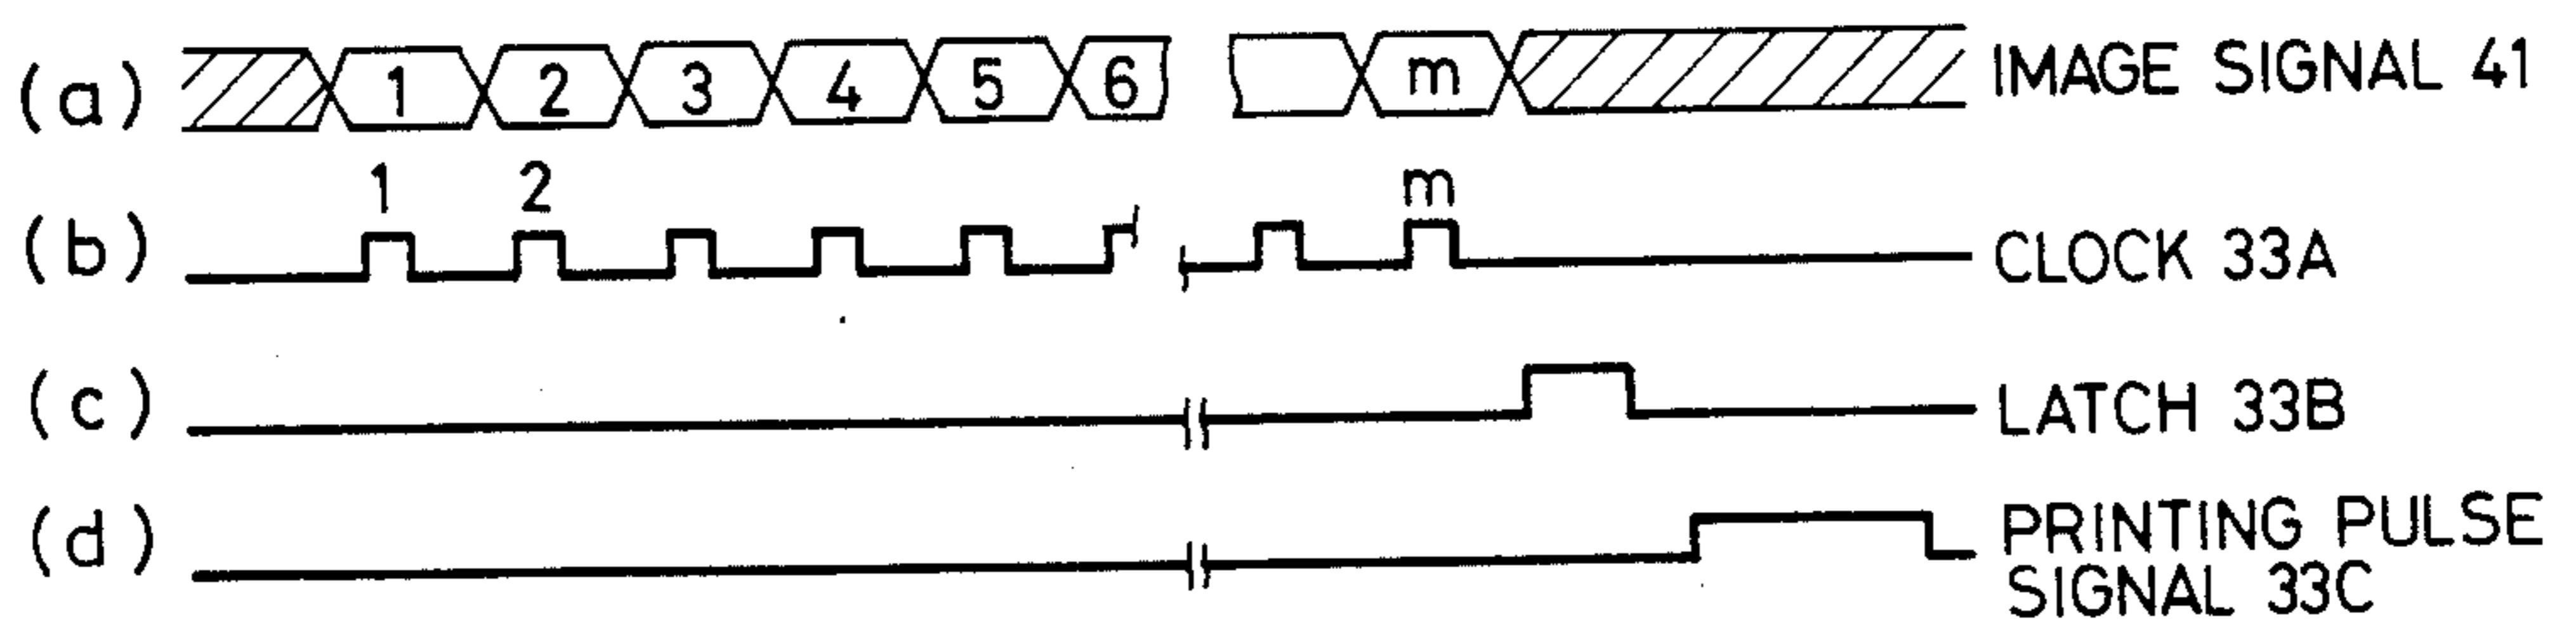 (a) 1 2 3 4 5 6 m IMAGE SIGNAL 41
1 2 m
(b) CLOCK 33A
(c) LATCH 33B
(d) PRINTING PULSE
SIGNAL 33C